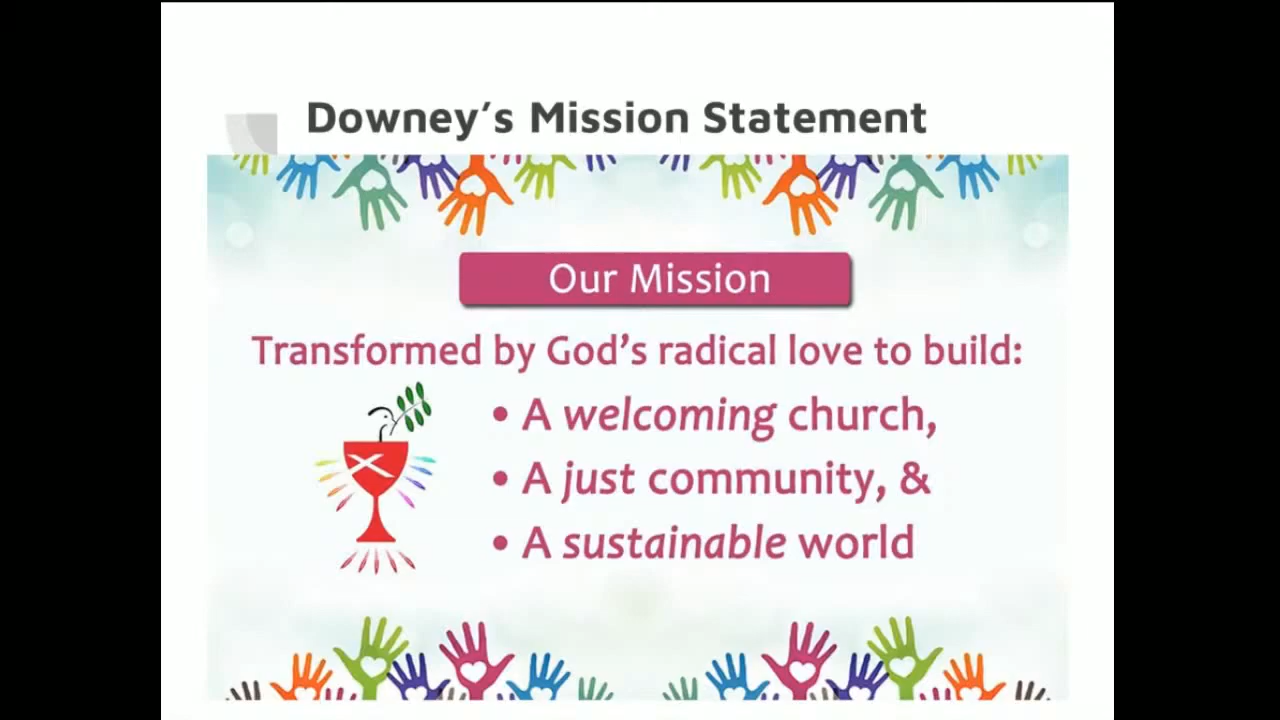 Downey’s Mission Statement
Our Mission
Transformed by God’s radical love to build:
• A welcoming church,
• A just community, &
• A sustainable world